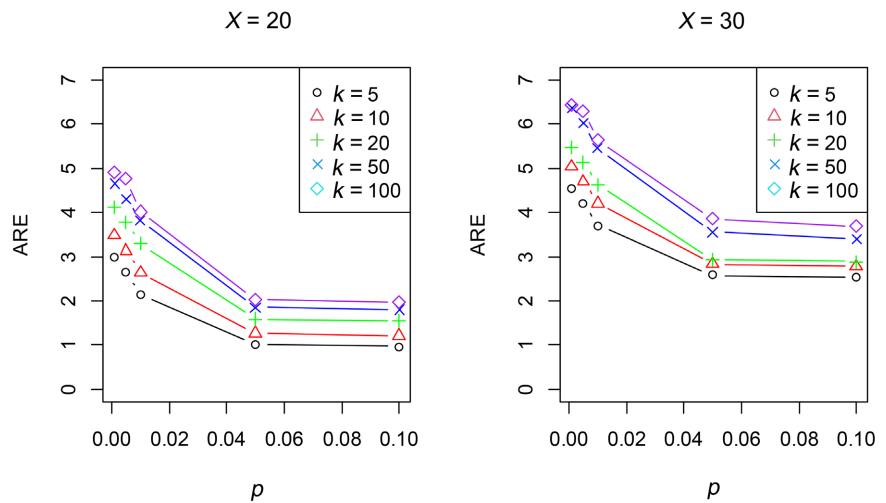 X = 20
7
6
5
4
3
2
1
0
ARE
k = 5
k = 10
k = 20
k = 50
k = 100
0.00 0.02 0.04 0.06 0.08 0.10
p
X = 30
7
6
5
4
3
2
1
0
ARE
k = 5
k = 10
k = 20
k = 50
k = 100
0.00 0.02 0.04 0.06 0.08 0.10
p